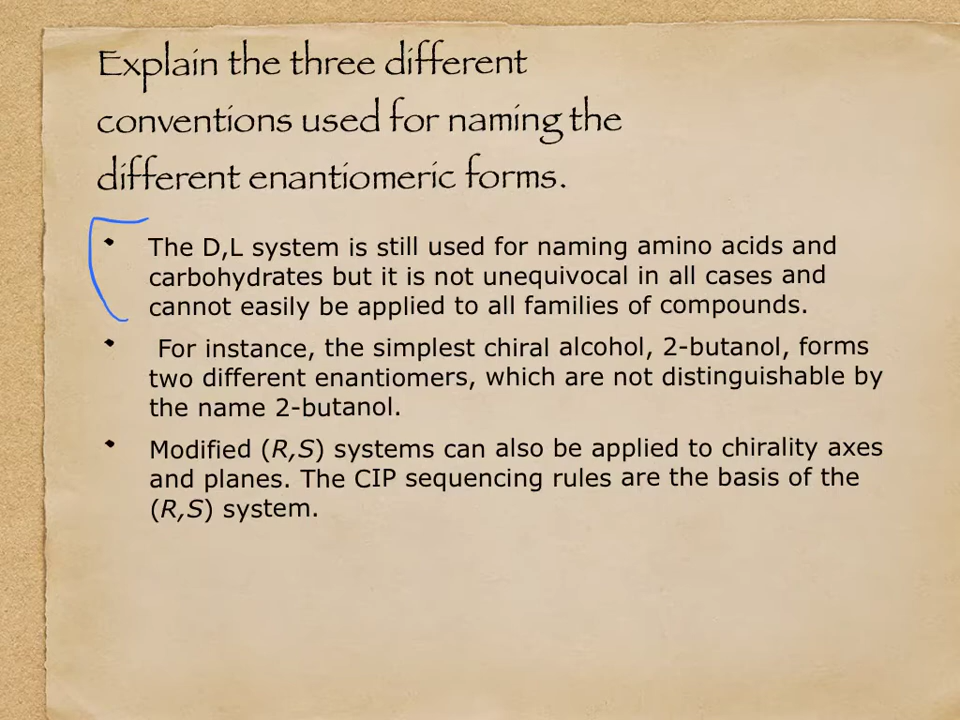 Explain the three different
conventions used for naming the
different enantiomeric forms.
• The D,L system is still used for naming amino acids and
carbohydrates but it is not unequivocal in all cases and
cannot easily be applied to all families of compounds.
• For instance, the simplest chiral alcohol, 2-butanol, forms
two different enantiomers, which are not distinguishable by
the name 2-butanol.
• Modified (R,S) systems can also be applied to chirality axes
and planes. The CIP sequencing rules are the basis of the
(R,S) system.